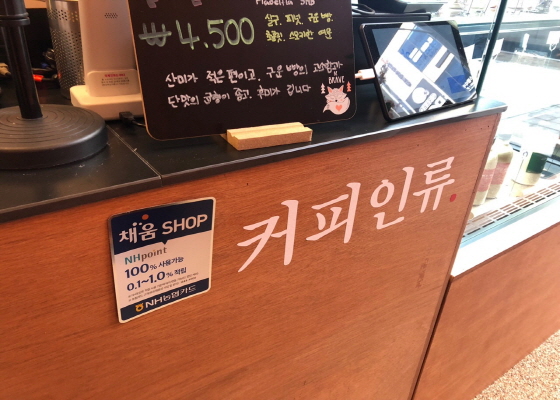 ₩4,500
산미가 적은편이고, 구운 빵의 고소함과
단맛의 균형이 좋고, 후미가 깁니다
BRAVE
채움 SHOP
NHpoint
100% 사용가능
0.1~1.0% 적립
NH농협카드
커피인류.